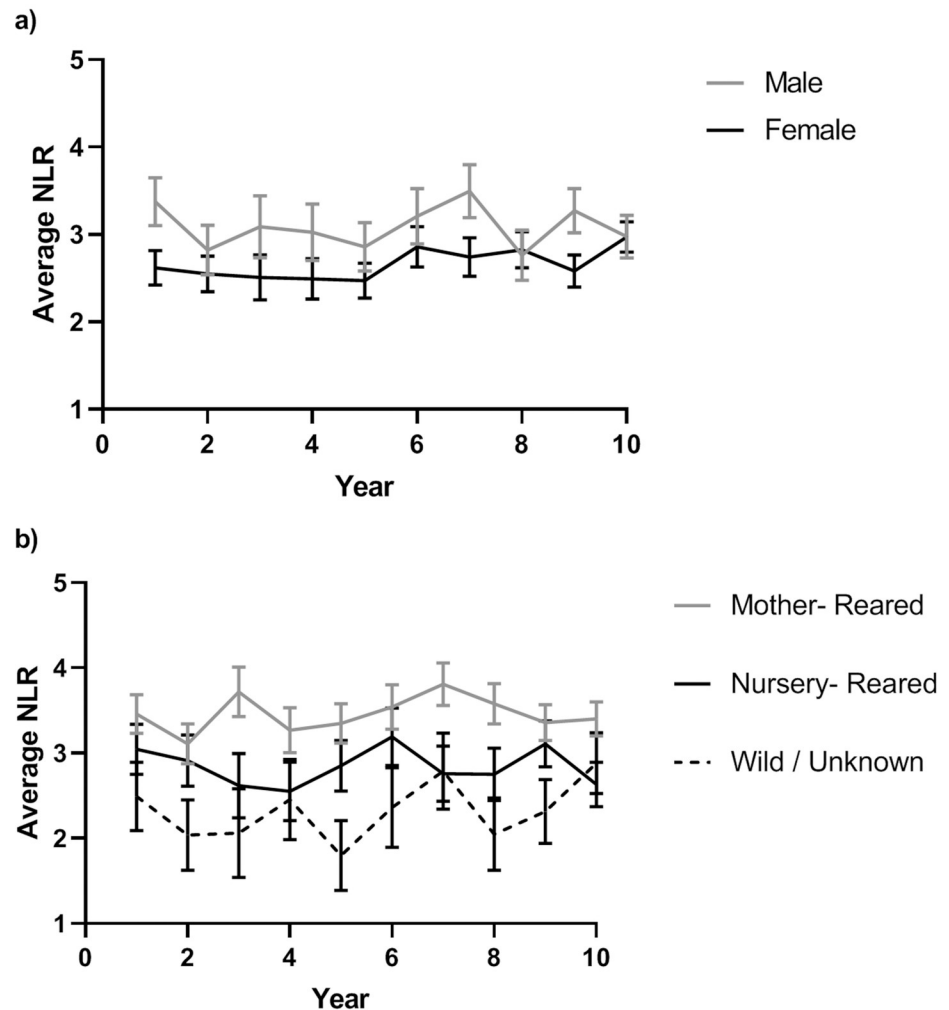 a)
5
4
3
2
1
Average NLR
0
2
4
6
8
10
Year
Male
Female
b)
5
4
3
2
1
Average NLR
0
2
4
6
8
10
Year
Mother- Reared
Nursery- Reared
Wild / Unknown